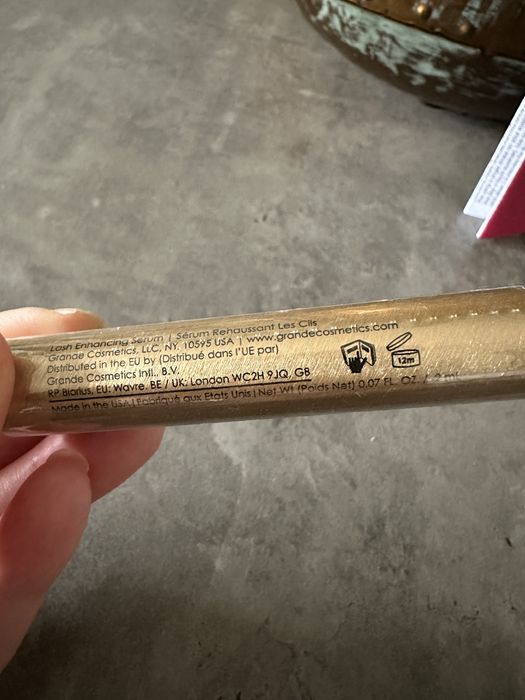 Lash Enhancing Serum | Sérum Rehaussant Les Cils
Grande Cosmetics, LLC, NY, 10595 USA | www.grandecosmetics.com
Distributed in the EU by (Distribué dans l'UE par)
Grande Cosmetics Intl., B.V.
RP Biorius, EU: Wavre, BE / UK: London WC2H 9JQ, GB
Made in the USA | Fabriqué aux Etats Unis | Net Wt (Poids Net) 0.07 FL. OZ. /
12m